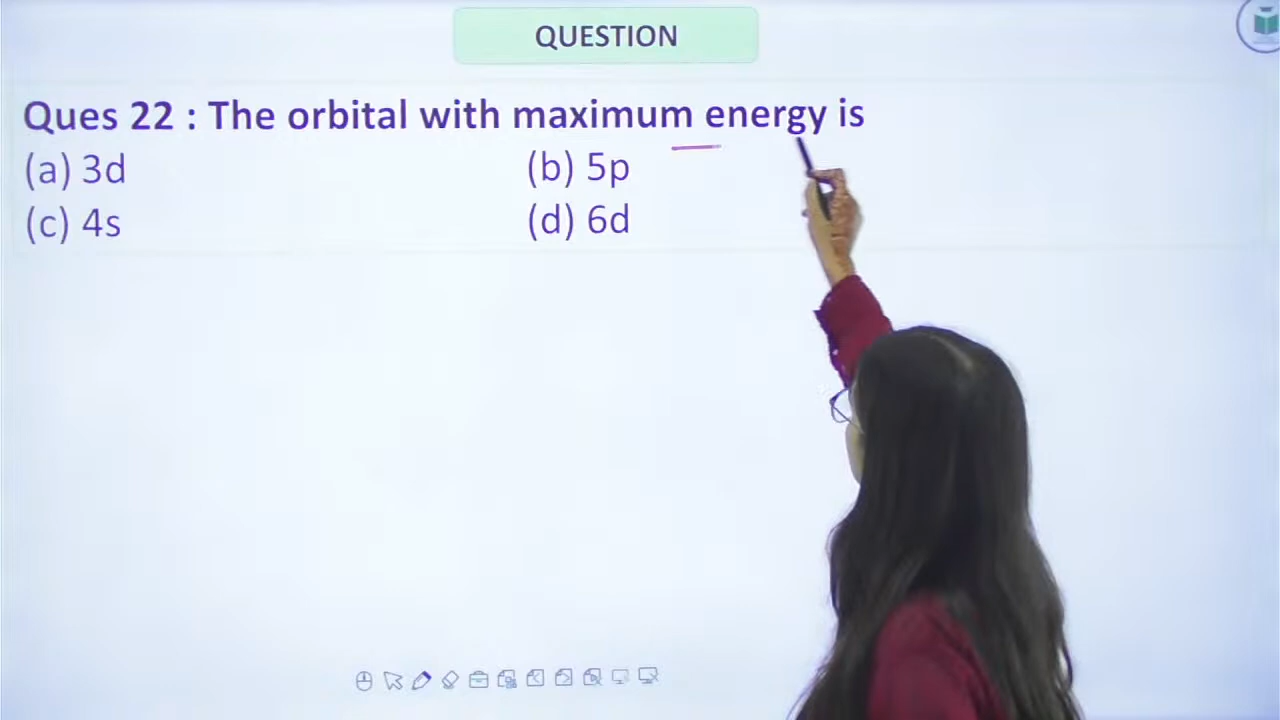 QUESTION
Ques 22 : The orbital with maximum energy is
(a) 3d (b) 5p
(c) 4s (d) 6d